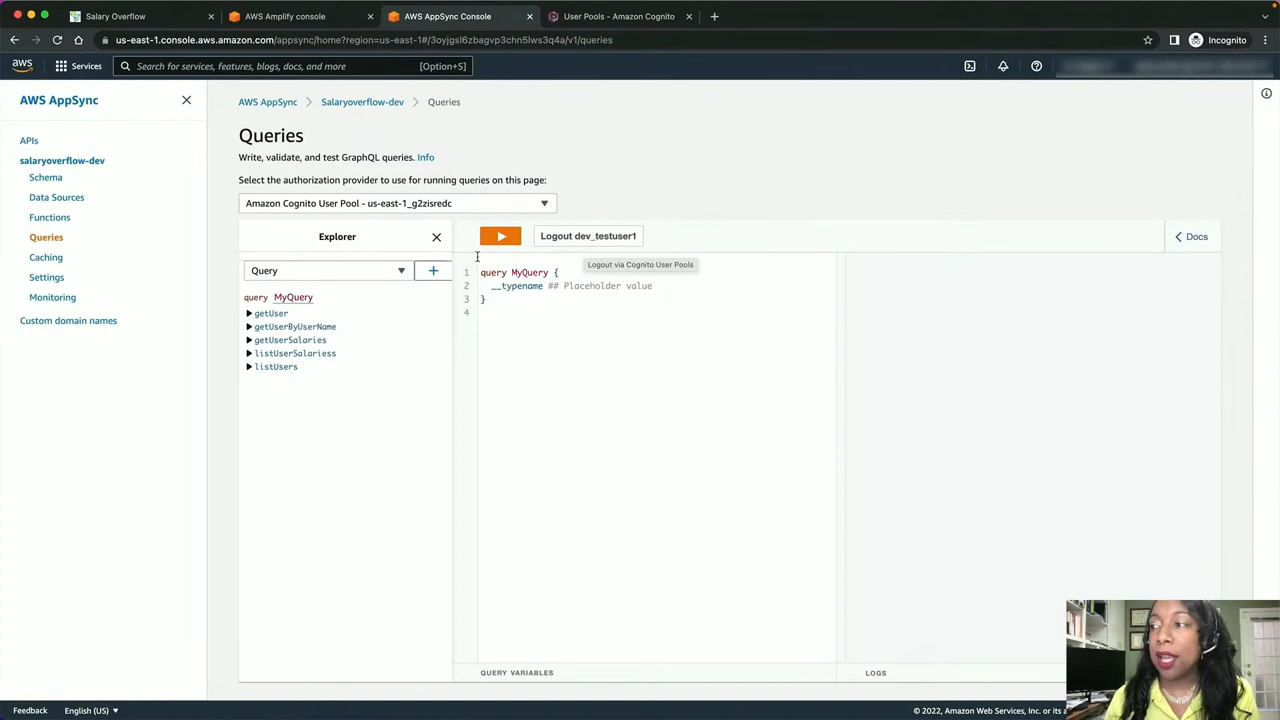 Salary Overflow
AWS Amplify console
AWS AppSync Console
User Pools - Amazon Cognito
us-east-1.console.aws.amazon.com/appsync/home?region=us-east-1#/3oyjgsl6zbagvp3chn5lws3q4a/v1/queries
Incognito
aws
Services
Search for services, features, blogs, docs, and more
[Option+S]
AWS AppSync
APIs
salaryoverflow-dev
Schema
Data Sources
Functions
Queries
Caching
Settings
Monitoring
Custom domain names
AWS AppSync > Salaryoverflow-dev > Queries
Queries
Write, validate, and test GraphQL queries. Info
Select the authorization provider to use for running queries on this page:
Amazon Cognito User Pool - us-east-1_g2zisredc
Explorer
Query
query MyQuery
getUser
getUserByUserName
getUserSalaries
listUserSalariess
listUsers
Logout dev_testuser1
Docs
Logout via Cognito User Pools
1 query MyQuery {
2 __typename ## Placeholder value
3 }
4
QUERY VARIABLES
LOGS
Feedback
English (US)
© 2022, Amazon Web Services, Inc. or its a